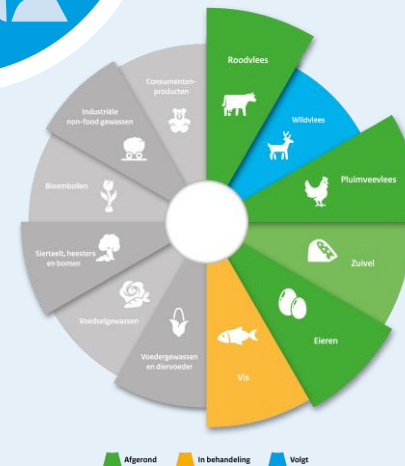 Roodvlees
Wildvlees
Pluimveevlees
Zuivel
Eieren
Vis
Voedergewassen
en diervoeder
Voedselgewassen
Sierteelt, heesters
en bomen
Bloembollen
Industriële
non-food gewassen
Consumenten-
producten
Afgerond
In behandeling
Volgt